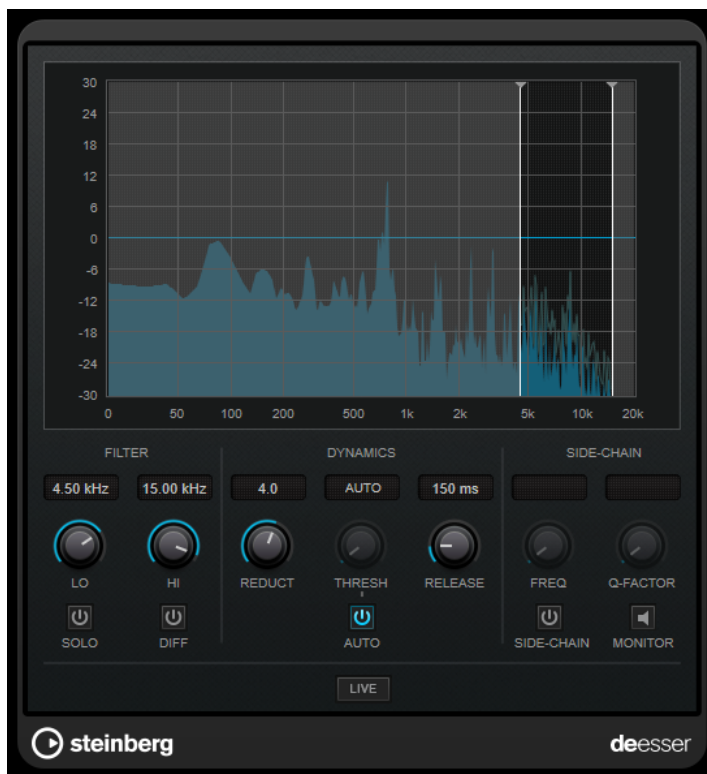 30
24
18
12
6
0
-6
-12
-18
-24
-30
0 50 100 200 500 1k 2k 5k 10k 20k
FILTER DYNAMICS SIDE-CHAIN
4.50 kHz 15.00 kHz 4.0 AUTO 150 ms
LO HI REDUCT THRESH RELEASE FREQ Q-FACTOR
SOLO DIFF AUTO SIDE-CHAIN MONITOR
LIVE
steinberg deesser